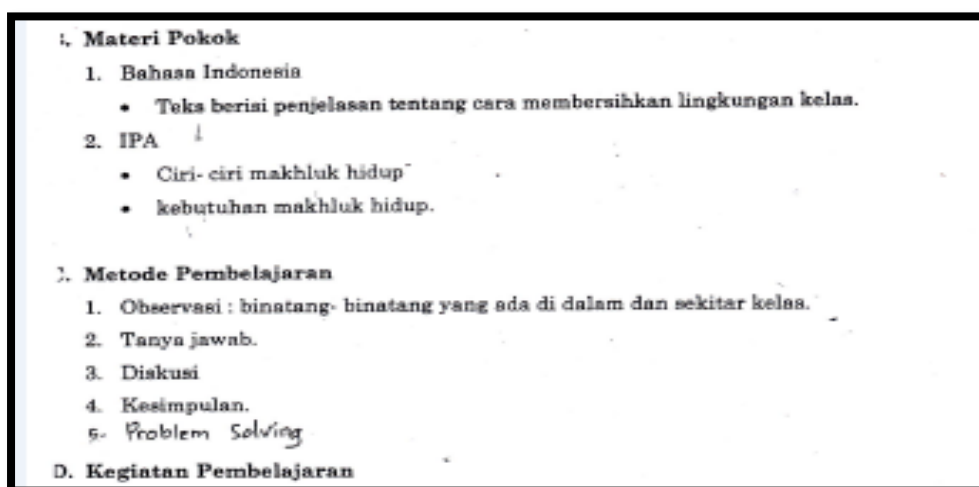 . Materi Pokok
1. Bahasa Indonesia
• Teks berisi penjelasan tentang cara membersihkan lingkungan kelas.
2. IPA
• Ciri- ciri makhluk hidup
• kebutuhan makhluk hidup.
. Metode Pembelajaran
1. Observasi : binatang- binatang yang ada di dalam dan sekitar kelas.
2. Tanya jawab.
3. Diskusi
4. Kesimpulan.
5. Problem Solving
D. Kegiatan Pembelajaran